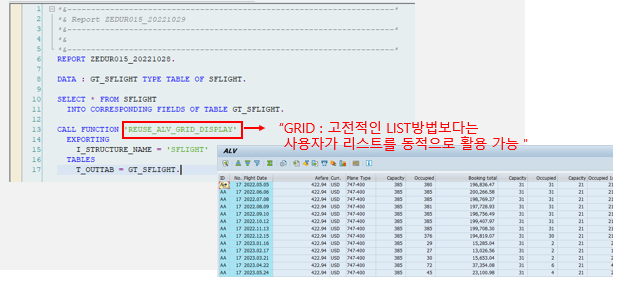 1 *&---------------------------------------------------------------------*
2 *& Report ZEDUR015_20221029
3 *&---------------------------------------------------------------------*
4 *&
5 *&---------------------------------------------------------------------*
6 REPORT ZEDUR015_20221028.
7
8 DATA : GT_SFLIGHT TYPE TABLE OF SFLIGHT.
9
10 SELECT * FROM SFLIGHT
11 INTO CORRESPONDING FIELDS OF TABLE GT_SFLIGHT.
12
13 CALL FUNCTION 'REUSE_ALV_GRID_DISPLAY'
14 EXPORTING
15 I_STRUCTURE_NAME = 'SFLIGHT'
16 TABLES
17 T_OUTTAB = GT_SFLIGHT.
"GRID : 고전적인 LIST방법보다는
사용자가 리스트를 동적으로 활용 가능 "
ALV
ID No. Flight Date Airfare Curr. Plane Type Capacity Occupied Booking total Capacity Occupied Capacity Occupied
AA 17 2022.05.05 422.94 USD 747-400 385 380 196,836.47 31 31 21
AA 17 2022.06.06 422.94 USD 747-400 385 385 200,266.58 31 31 21
AA 17 2022.07.08 422.94 USD 747-400 385 385 198,769.37 31 31 21
AA 17 2022.08.09 422.94 USD 747-400 385 381 197,728.93 31 31 21
AA 17 2022.09.10 422.94 USD 747-400 385 385 198,756.49 31 31 21
AA 17 2022.10.12 422.94 USD 747-400 385 385 199,407.97 31 31 21
AA 17 2022.11.13 422.94 USD 747-400 385 385 199,708.30 31 31 21
AA 17 2022.12.15 422.94 USD 747-400 385 376 194,819.07 31 30 21
AA 17 2023.01.16 422.94 USD 747-400 385 29 15,285.04 31 2 21
AA 17 2023.02.17 422.94 USD 747-400 385 27 13,026.56 31 2 21
AA 17 2023.03.21 422.94 USD 747-400 385 30 15,653.04 31 2 21
AA 17 2023.04.22 422.94 USD 747-400 385 72 37,354.08 31 6 21
AA 17 2023.05.24 422.94 USD 747-400 385 45 23,100.98 31 4 21